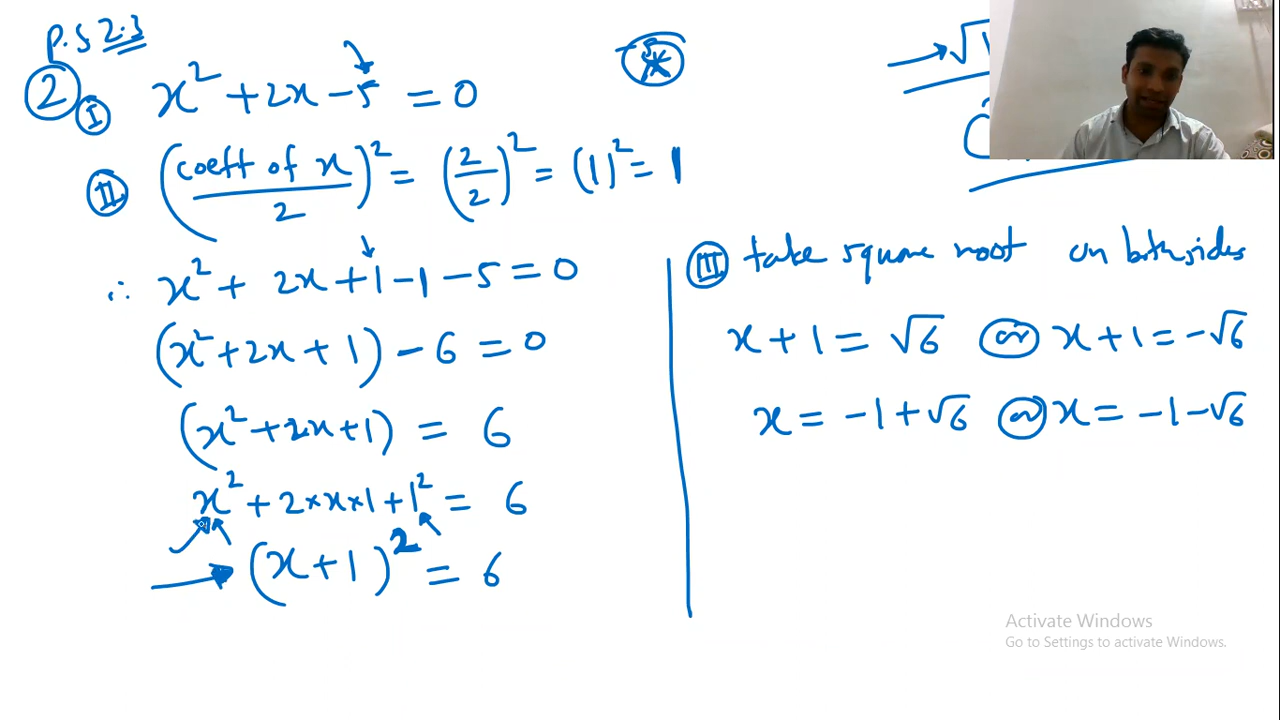 P.S 2.3
② Ⓘ x² + 2x − 5 = 0
ⒾⒾ (coeff of x / 2)² = (2/2)² = (1)² = 1
∴ x² + 2x + 1 − 1 − 5 = 0
(x² + 2x + 1) − 6 = 0
(x² + 2x + 1) = 6
x² + 2×x×1 + 1² = 6
(x + 1)² = 6
III take square root on both sides
x + 1 = √6 or x + 1 = −√6
x = −1 + √6 or x = −1 − √6
Activate Windows
Go to Settings to activate Windows.